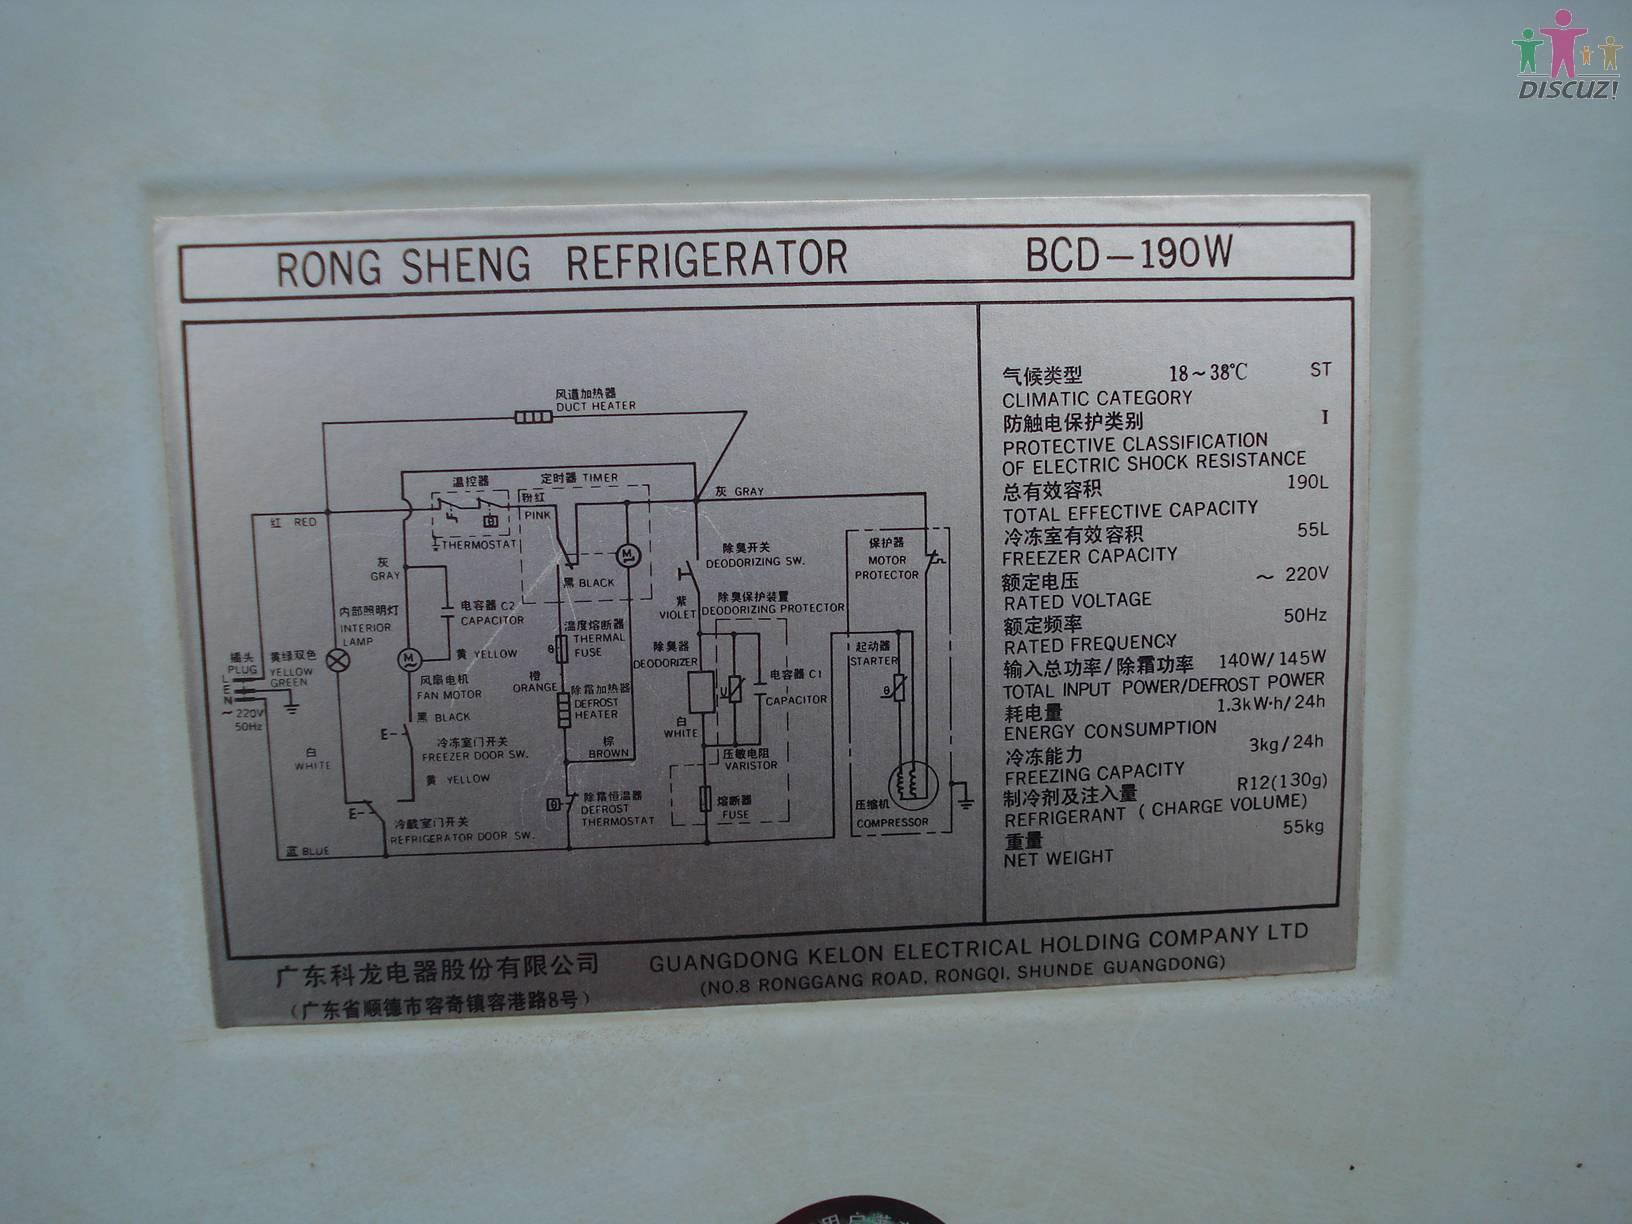 DISCUZ!
RONG SHENG REFRIGERATOR BCD-190W
风道加热器
DUCT HEATER
温控器
定时器 TIMER
粉红
PINK
灰 GRAY
红 RED
THERMOSTAT
灰
GRAY
黑 BLACK
除臭开关
DEODORIZING SW.
保护器
MOTOR
PROTECTOR
内部照明灯
INTERIOR
LAMP
电容器 C2
CAPACITOR
紫
VIOLET
除臭保护装置
DEODORIZING PROTECTOR
温度熔断器
THERMAL
FUSE
黄 YELLOW
除臭器
DEODORIZER
起动器
STARTER
插头
PLUG
L
E
N
~220V
50Hz
黄绿双色
YELLOW
GREEN
M
风扇电机
FAN MOTOR
橙
ORANGE
除霜加热器
DEFROST
HEATER
电容器 C1
CAPACITOR
黑 BLACK
白
WHITE
冷冻室门开关
FREEZER DOOR SW.
棕
BROWN
压敏电阻
VARISTOR
白
WHITE
黄 YELLOW
除霜恒温器
DEFROST
THERMOSTAT
熔断器
FUSE
压缩机
COMPRESSOR
冷藏室门开关
REFRIGERATOR DOOR SW.
蓝 BLUE
气候类型 18~38℃ ST
CLIMATIC CATEGORY
防触电保护类别 I
PROTECTIVE CLASSIFICATION
OF ELECTRIC SHOCK RESISTANCE
总有效容积 190L
TOTAL EFFECTIVE CAPACITY
冷冻室有效容积 55L
FREEZER CAPACITY
额定电压 ~ 220V
RATED VOLTAGE
额定频率 50Hz
RATED FREQUENCY
输入总功率/除霜功率 140W/145W
TOTAL INPUT POWER/DEFROST POWER
耗电量 1.3kW·h/24h
ENERGY CONSUMPTION
冷冻能力 3kg/24h
FREEZING CAPACITY
制冷剂及注入量 R12(130g)
REFRIGERANT (CHARGE VOLUME)
重量 55kg
NET WEIGHT
广东科龙电器股份有限公司 GUANGDONG KELON ELECTRICAL HOLDING COMPANY LTD
(广东省顺德市容奇镇容港路8号) (NO.8 RONGGANG ROAD, RONGQI, SHUNDE GUANGDONG)